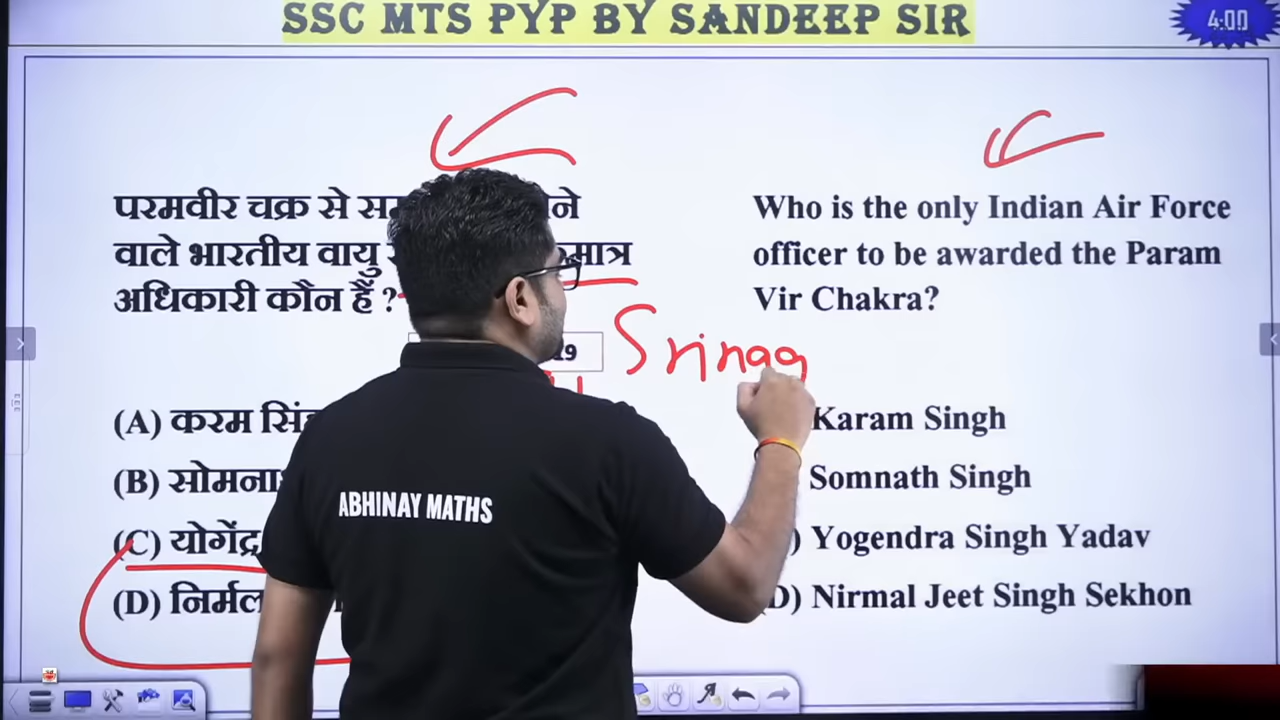 SSC MTS PYP BY SANDEEP SIR
4:00
परमवीर चक्र से
वाले भारतीय वायु
अधिकारी कौन हैं ?
19
Srinag
(A) करम
(B)
(C) योगेंद्र
(D)
Who is the only Indian Air Force
officer to be awarded the Param
Vir Chakra?
Karam Singh
Somnath Singh
) Yogendra Singh Yadav
D) Nirmal Jeet Singh Sekhon
ABHINAY MATHS